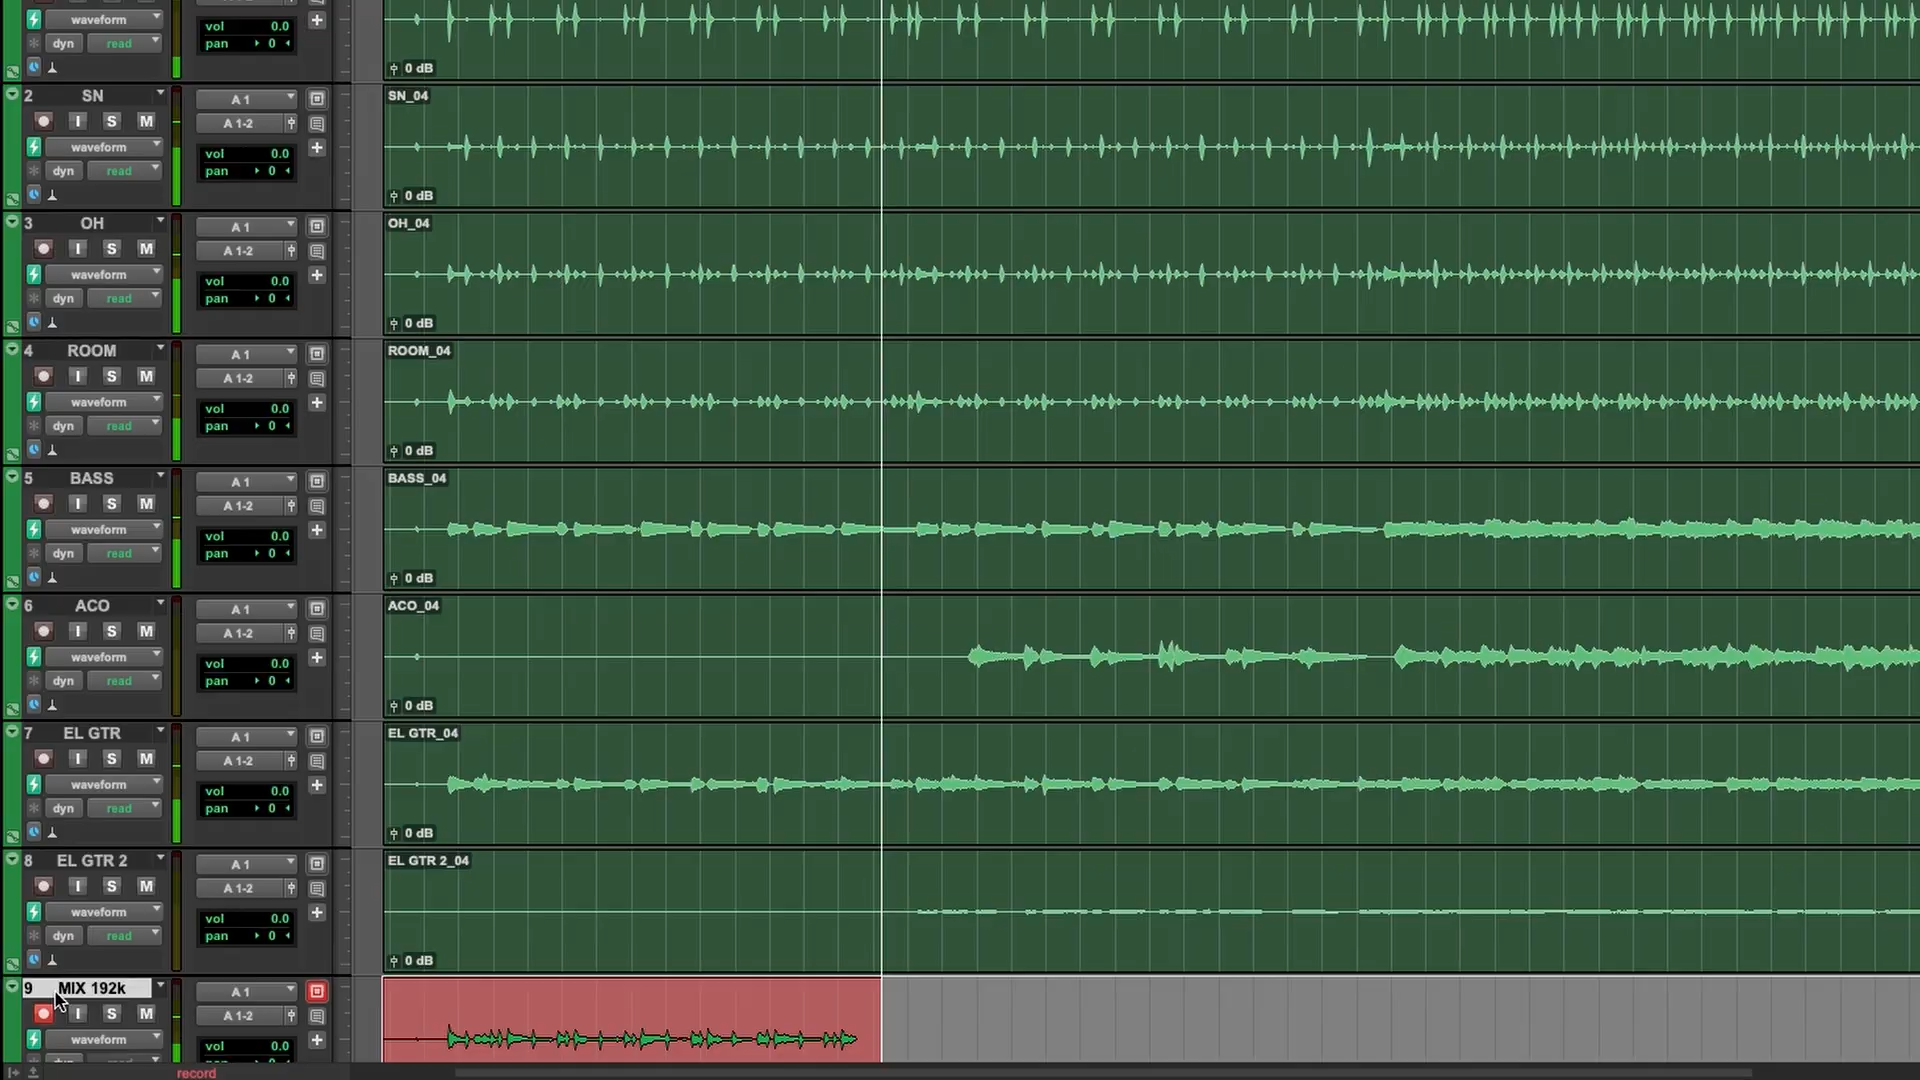 waveform
vol 0.0
dyn read
pan 0
0 dB
2 SN
A 1
SN_04
I S M
A 1-2
waveform
vol 0.0
dyn read
pan 0
0 dB
3 OH
A 1
OH_04
I S M
A 1-2
waveform
vol 0.0
dyn read
pan 0
0 dB
4 ROOM
A 1
ROOM_04
I S M
A 1-2
waveform
vol 0.0
dyn read
pan 0
0 dB
5 BASS
A 1
BASS_04
I S M
A 1-2
waveform
vol 0.0
dyn read
pan 0
0 dB
6 ACO
A 1
ACO_04
I S M
A 1-2
waveform
vol 0.0
dyn read
pan 0
0 dB
7 EL GTR
A 1
EL GTR_04
I S M
A 1-2
waveform
vol 0.0
dyn read
pan 0
0 dB
8 EL GTR 2
A 1
EL GTR 2_04
I S M
A 1-2
waveform
vol 0.0
dyn read
pan 0
0 dB
9 MIX 192k
A 1
I S M
A 1-2
waveform
vol 0.0
record